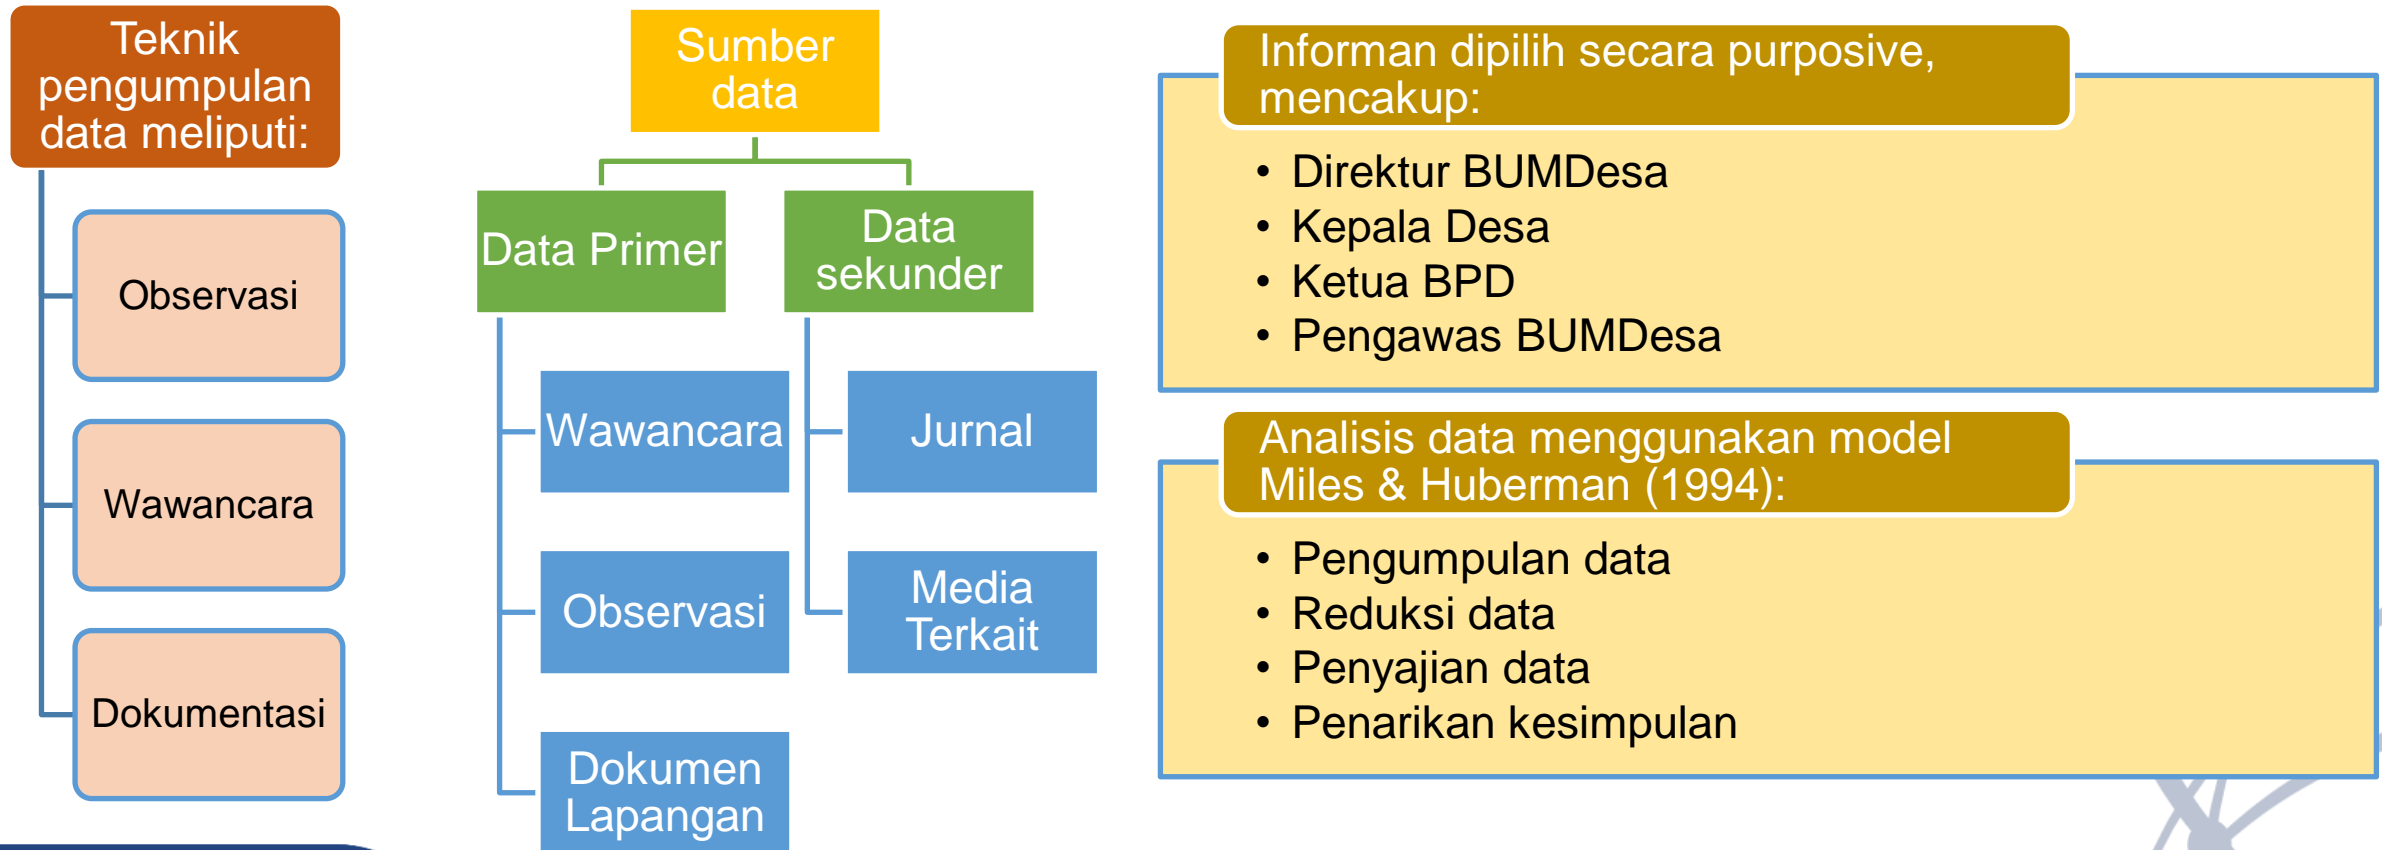 Teknik
pengumpulan
data meliputi:
Observasi
Wawancara
Dokumentasi
Sumber
data
Data Primer
Wawancara
Observasi
Dokumen
Lapangan
Data
sekunder
Jurnal
Media
Terkait
Informan dipilih secara purposive,
mencakup:
• Direktur BUMDesa
• Kepala Desa
• Ketua BPD
• Pengawas BUMDesa
Analisis data menggunakan model
Miles & Huberman (1994):
• Pengumpulan data
• Reduksi data
• Penyajian data
• Penarikan kesimpulan